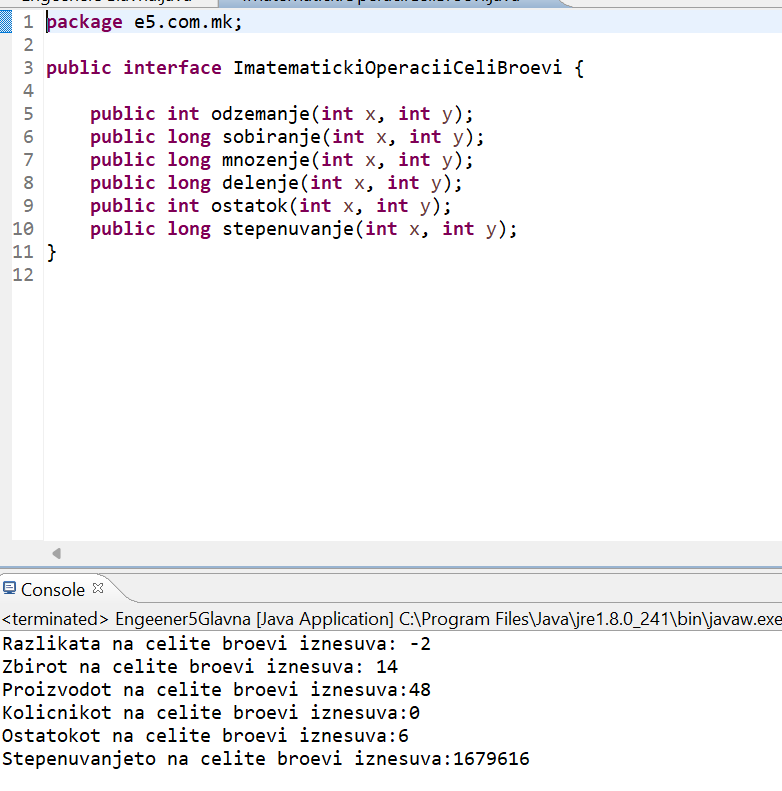 1 package e5.com.mk;
2
3 public interface ImatematickiOperaciiCeliBroevi {
4
5 public int odzemanje(int x, int y);
6 public long sobiranje(int x, int y);
7 public long mnozenje(int x, int y);
8 public long delenje(int x, int y);
9 public int ostatok(int x, int y);
10 public long stepenuvanje(int x, int y);
11 }
12
Console
<terminated> Engeener5Glavna [Java Application] C:\Program Files\Java\jre1.8.0_241\bin\javaw.exe
Razlikata na celite broevi iznesuva: -2
Zbirot na celite broevi iznesuva: 14
Proizvodot na celite broevi iznesuva:48
Kolicnikot na celite broevi iznesuva:0
Ostatokot na celite broevi iznesuva:6
Stepenuvanjeto na celite broevi iznesuva:1679616